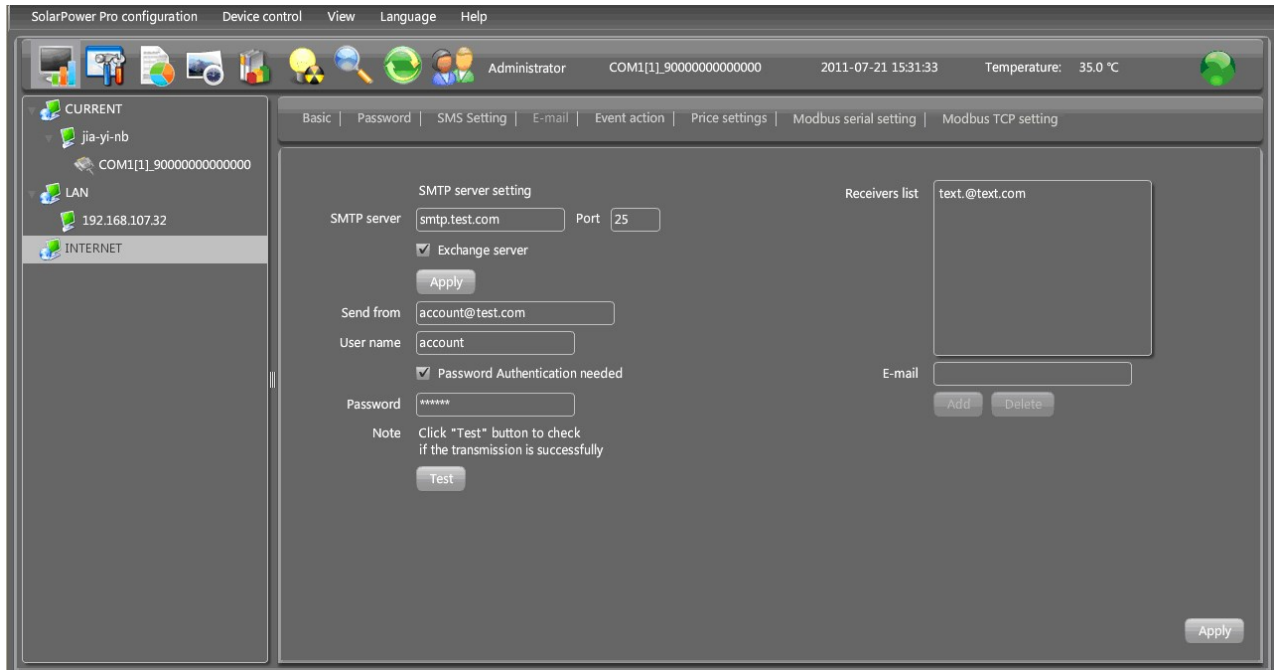 SolarPower Pro configuration Device control View Language Help
Administrator COM1[1]_90000000000000 2011-07-21 15:31:33 Temperature: 35.0 ℃
CURRENT
jia-yi-nb
COM1[1]_90000000000000
LAN
192.168.107.32
INTERNET
Basic | Password | SMS Setting | E-mail | Event action | Price settings | Modbus serial setting | Modbus TCP setting
SMTP server setting
SMTP server smtp.test.com Port 25
Exchange server
Apply
Send from account@test.com
User name account
Password Authentication needed
Password ******
Note Click "Test" button to check
if the transmission is successfully
Test
Receivers list text.@text.com
E-mail
Add Delete
Apply